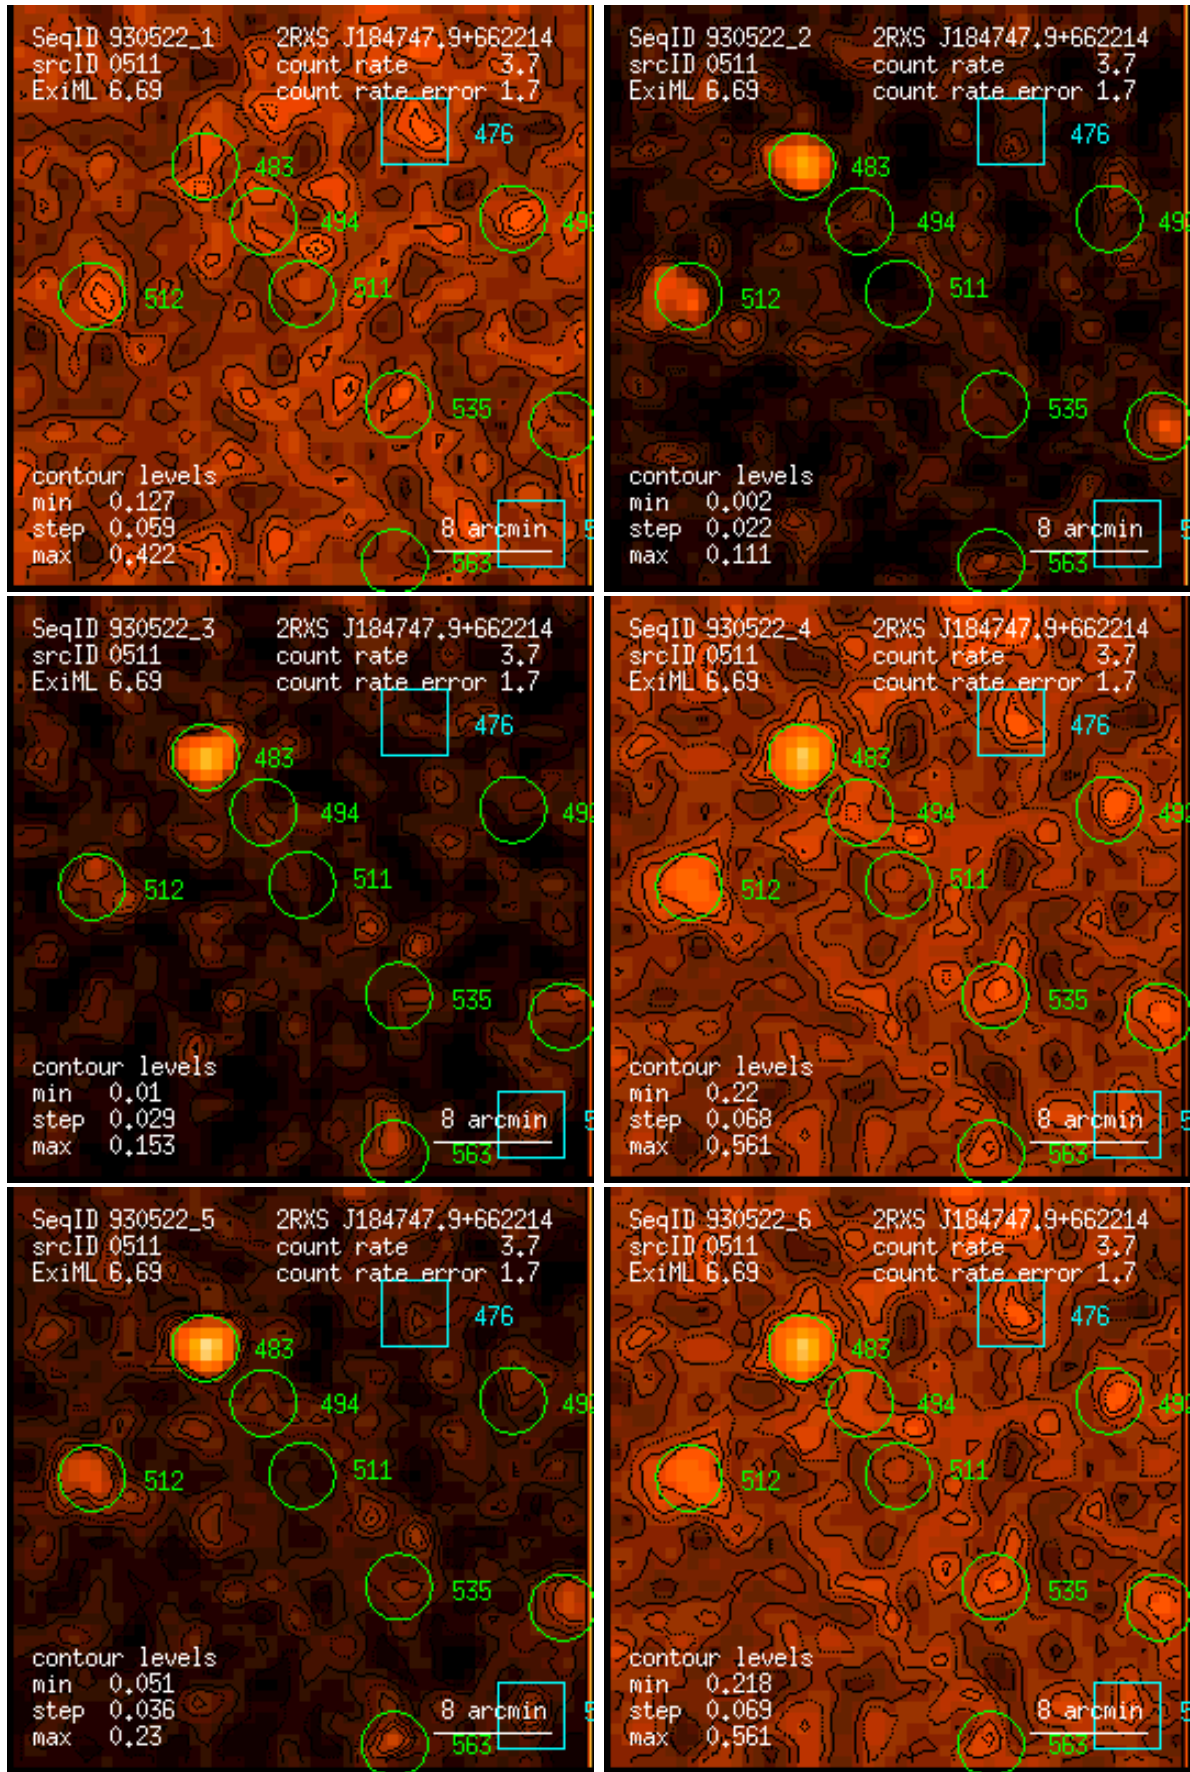 SeqID 930522_1 2RXS J184747.9+662214
srcID 0511 count rate 3.7
ExiML 6.69 count rate error 1.7
476
483
494
492
511
512
535
contour levels
min 0.127
step 0.059
max 0.422
8 arcmin
563
SeqID 930522_2 2RXS J184747.9+662214
srcID 0511 count rate 3.7
ExiML 6.69 count rate error 1.7
476
483
494
492
511
512
535
contour levels
min 0.002
step 0.022
max 0.111
8 arcmin
563
SeqID 930522_3 2RXS J184747.9+662214
srcID 0511 count rate 3.7
ExiML 6.69 count rate error 1.7
476
483
494
492
511
512
535
contour levels
min 0.01
step 0.029
max 0.153
8 arcmin
563
SeqID 930522_4 2RXS J184747.9+662214
srcID 0511 count rate 3.7
ExiML 6.69 count rate error 1.7
476
483
494
492
511
512
535
contour levels
min 0.22
step 0.068
max 0.561
8 arcmin
563
SeqID 930522_5 2RXS J184747.9+662214
srcID 0511 count rate 3.7
ExiML 6.69 count rate error 1.7
476
483
494
492
511
512
535
contour levels
min 0.051
step 0.036
max 0.23
8 arcmin
563
SeqID 930522_6 2RXS J184747.9+662214
srcID 0511 count rate 3.7
ExiML 6.69 count rate error 1.7
476
483
494
492
511
512
535
contour levels
min 0.218
step 0.069
max 0.561
8 arcmin
563